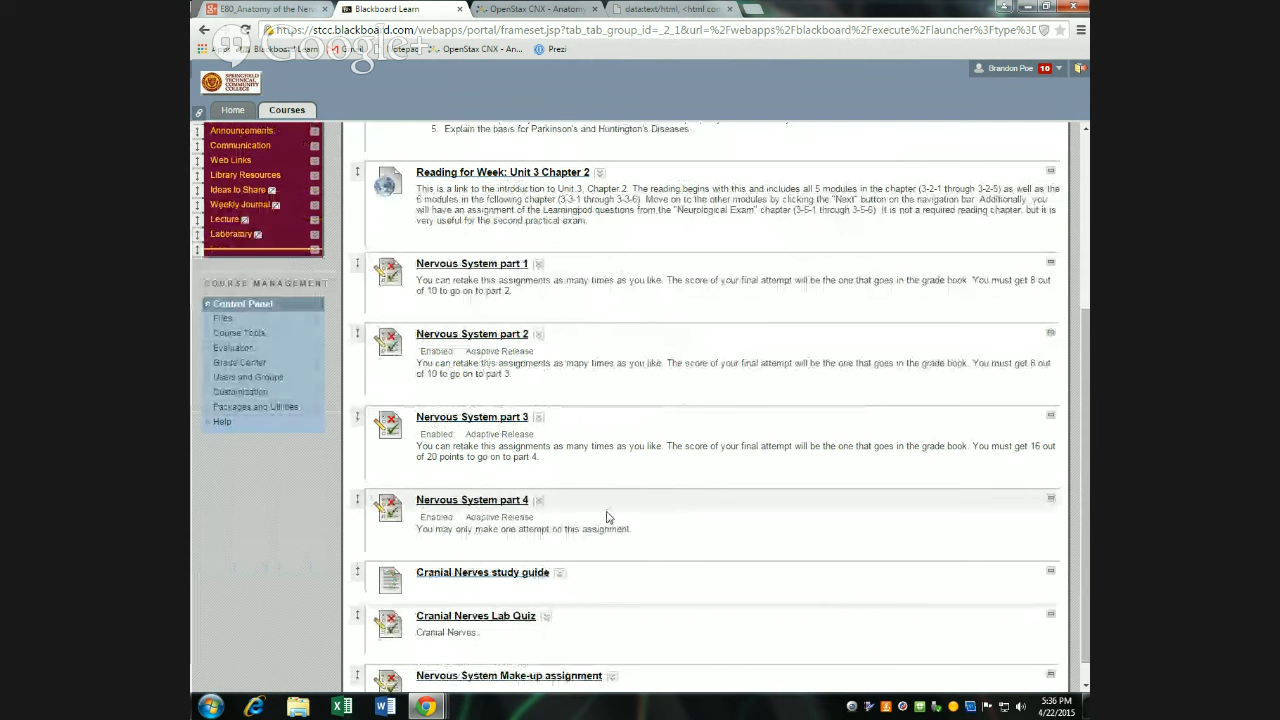 E80_Anatomy of the Nerv
Blackboard Learn
OpenStax CNX - Anatomy
datatext/html, <html con
https://stcc.blackboard.com/webapps/portal/frameset.jsp?tab_tab_group_id=_2_1&url=%2Fwebapps%2Fblackboard%2Fexecute%2Flauncher%3Ftype%3D
Google+
Blackboard Learn
OpenStax CNX - An...
Prezi
SPRINGFIELD TECHNICAL COMMUNITY COLLEGE
Brandon Poe 10
Home
Courses
Announcements
Communication
Web Links
Library Resources
Ideas to Share
Weekly Journal
Lecture
Laboratory
COURSE MANAGEMENT
Control Panel
Files
Course Tools
Evaluation
Grade Center
Users and Groups
Customization
Packages and Utilities
Help
5. Explain the basis for Parkinson's and Huntington's Diseases
Reading for Week: Unit 3 Chapter 2
This is a link to the introduction to Unit 3, Chapter 2. The reading begins with this and includes all 5 modules in the chapter (3-2-1 through 3-2-5) as well as the
6 modules in the following chapter (3-3-1 through 3-3-6). Move on to the other modules by clicking the "Next" button on the navigation bar. Additionally, you
will have an assignment of the Learningpod questions from the "Neurological Exam" chapter (3-5-1 through 3-5-6). It is not a required reading chapter, but it is
very useful for the second practical exam.
Nervous System part 1
You can retake this assignments as many times as you like. The score of your final attempt will be the one that goes in the grade book. You must get 8 out
of 10 to go on to part 2.
Nervous System part 2
Enabled: Adaptive Release
You can retake this assignments as many times as you like. The score of your final attempt will be the one that goes in the grade book. You must get 8 out
of 10 to go on to part 3.
Nervous System part 3
Enabled: Adaptive Release
You can retake this assignments as many times as you like. The score of your final attempt will be the one that goes in the grade book. You must get 16 out
of 20 points to go on to part 4.
Nervous System part 4
Enabled: Adaptive Release
You may only make one attempt no this assignment.
Cranial Nerves study guide
Cranial Nerves Lab Quiz
Cranial Nerves..
Nervous System Make-up assignment
5:36 PM
4/22/2015